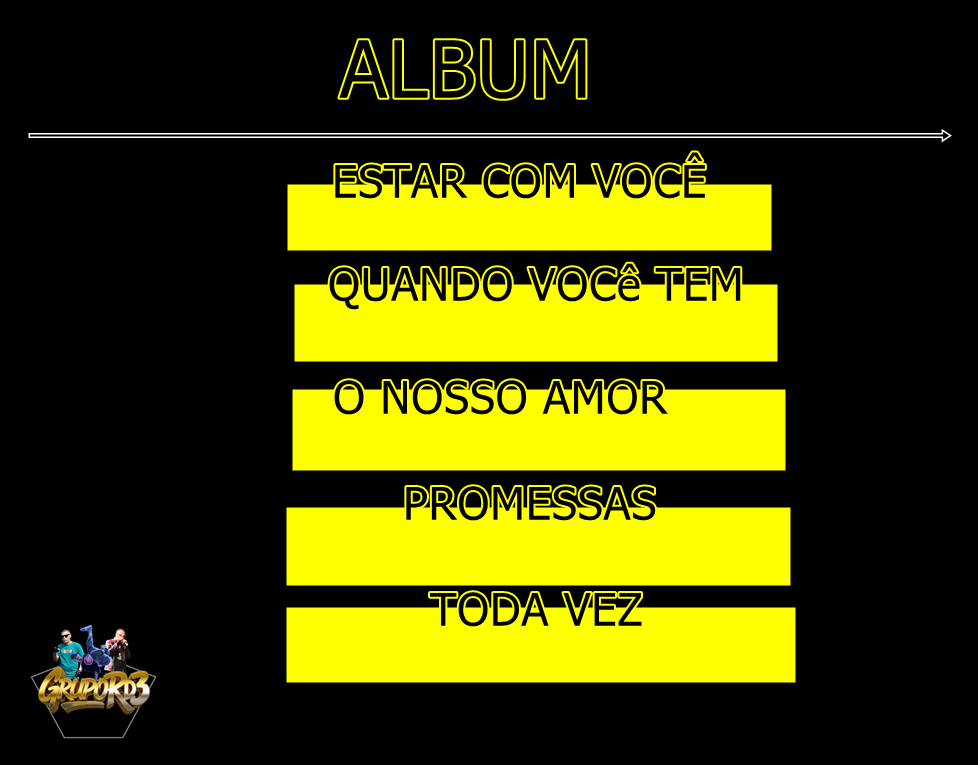 ALBUM
ESTAR COM VOCÊ
QUANDO VOCê TEM
O NOSSO AMOR
PROMESSAS
TODA VEZ
GRUPORD3